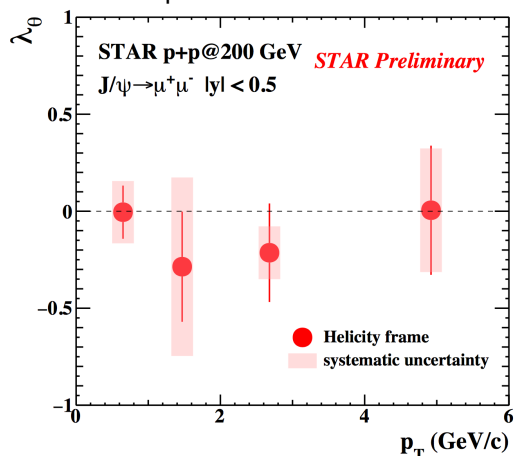 λθ
1
STAR p+p@200 GeV
STAR Preliminary
J/ψ→μ⁺μ⁻ |y| < 0.5
0.5
0
−0.5
Helicity frame
systematic uncertainty
−1
0 2 4 6
pT (GeV/c)